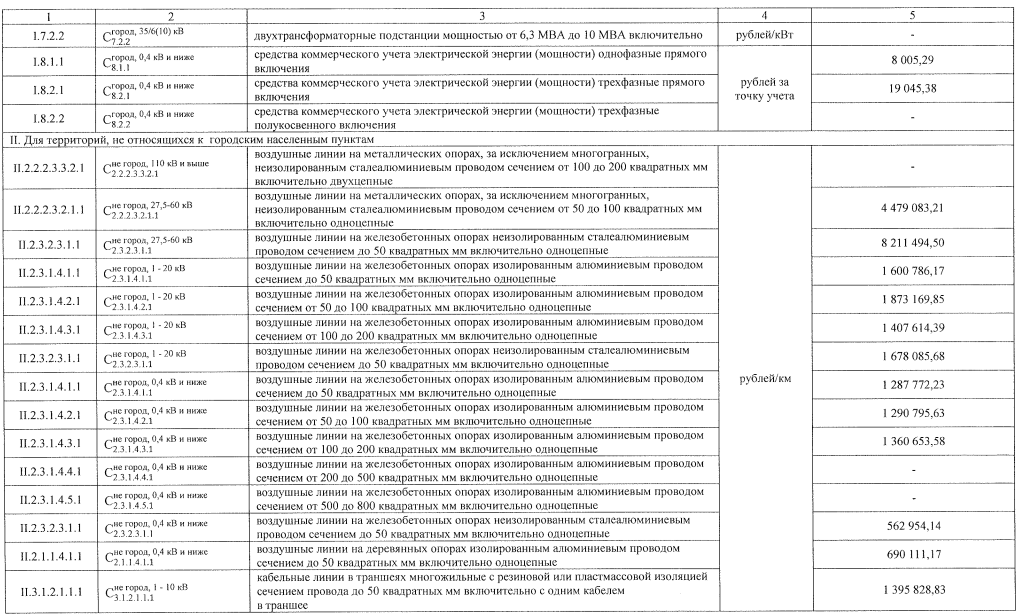 1 2 3 4 5
I.7.2.2 C город, 35/6(10) кВ 7.2.2 двухтрансформаторные подстанции мощностью от 6,3 МВА до 10 МВА включительно рублей/кВт -
I.8.1.1 C город, 0,4 кВ и ниже 8.1.1 средства коммерческого учета электрической энергии (мощности) однофазные прямого
включения 8 005,29
I.8.2.1 C город, 0,4 кВ и ниже 8.2.1 средства коммерческого учета электрической энергии (мощности) трехфазные прямого
включения рублей за
точку учета 19 045,38
I.8.2.2 C город, 0,4 кВ и ниже 8.2.2 средства коммерческого учета электрической энергии (мощности) трехфазные
полукосвенного включения -
II. Для территорий, не относящихся к городским населенным пунктам
II.2.2.2.3.3.2.1 C не город, 110 кВ и выше 2.2.2.3.3.2.1 воздушные линии на металлических опорах, за исключением многогранных,
неизолированным сталеалюминиевым проводом сечением от 100 до 200 квадратных мм
включительно двухцепные -
II.2.2.2.3.2.1.1 C не город, 27,5-60 кВ 2.2.2.3.2.1.1 воздушные линии на металлических опорах, за исключением многогранных,
неизолированным сталеалюминиевым проводом сечением от 50 до 100 квадратных мм
включительно одноцепные 4 479 083,21
II.2.3.2.3.1.1 C не город, 27,5-60 кВ 2.3.2.3.1.1 воздушные линии на железобетонных опорах неизолированным сталеалюминиевым
проводом сечением до 50 квадратных мм включительно одноцепные 8 211 494,50
II.2.3.1.4.1.1 C не город, 1 - 20 кВ 2.3.1.4.1.1 воздушные линии на железобетонных опорах изолированным алюминиевым проводом
сечением до 50 квадратных мм включительно одноцепные 1 600 786,17
II.2.3.1.4.2.1 C не город, 1 - 20 кВ 2.3.1.4.2.1 воздушные линии на железобетонных опорах изолированным алюминиевым проводом
сечением от 50 до 100 квадратных мм включительно одноцепные 1 873 169,85
II.2.3.1.4.3.1 C не город, 1 - 20 кВ 2.3.1.4.3.1 воздушные линии на железобетонных опорах изолированным алюминиевым проводом
сечением от 100 до 200 квадратных мм включительно одноцепные 1 407 614,39
II.2.3.2.3.1.1 C не город, 1 - 20 кВ 2.3.2.3.1.1 воздушные линии на железобетонных опорах неизолированным сталеалюминиевым
проводом сечением до 50 квадратных мм включительно одноцепные 1 678 085,68
II.2.3.1.4.1.1 C не город, 0,4 кВ и ниже 2.3.1.4.1.1 воздушные линии на железобетонных опорах изолированным алюминиевым проводом
сечением до 50 квадратных мм включительно одноцепные рублей/км 1 287 772,23
II.2.3.1.4.2.1 C не город, 0,4 кВ и ниже 2.3.1.4.2.1 воздушные линии на железобетонных опорах изолированным алюминиевым проводом
сечением от 50 до 100 квадратных мм включительно одноцепные 1 290 795,63
II.2.3.1.4.3.1 C не город, 0,4 кВ и ниже 2.3.1.4.3.1 воздушные линии на железобетонных опорах изолированным алюминиевым проводом
сечением от 100 до 200 квадратных мм включительно одноцепные 1 360 653,58
II.2.3.1.4.4.1 C не город, 0,4 кВ и ниже 2.3.1.4.4.1 воздушные линии на железобетонных опорах изолированным алюминиевым проводом
сечением от 200 до 500 квадратных мм включительно одноцепные -
II.2.3.1.4.5.1 C не город, 0,4 кВ и ниже 2.3.1.4.5.1 воздушные линии на железобетонных опорах изолированным алюминиевым проводом
сечением от 500 до 800 квадратных мм включительно одноцепные -
II.2.3.2.3.1.1 C не город, 0,4 кВ и ниже 2.3.2.3.1.1 воздушные линии на железобетонных опорах неизолированным сталеалюминиевым
проводом сечением до 50 квадратных мм включительно одноцепные 562 954,14
II.2.1.1.4.1.1 C не город, 0,4 кВ и ниже 2.1.1.4.1.1 воздушные линии на деревянных опорах изолированным алюминиевым проводом
сечением до 50 квадратных мм включительно одноцепные 690 111,17
II.3.1.2.1.1.1 C не город, 1 - 10 кВ 3.1.2.1.1.1 кабельные линии в траншеях многожильные с резиновой или пластмассовой изоляцией
сечением провода до 50 квадратных мм включительно с одним кабелем
в траншее 1 395 828,83